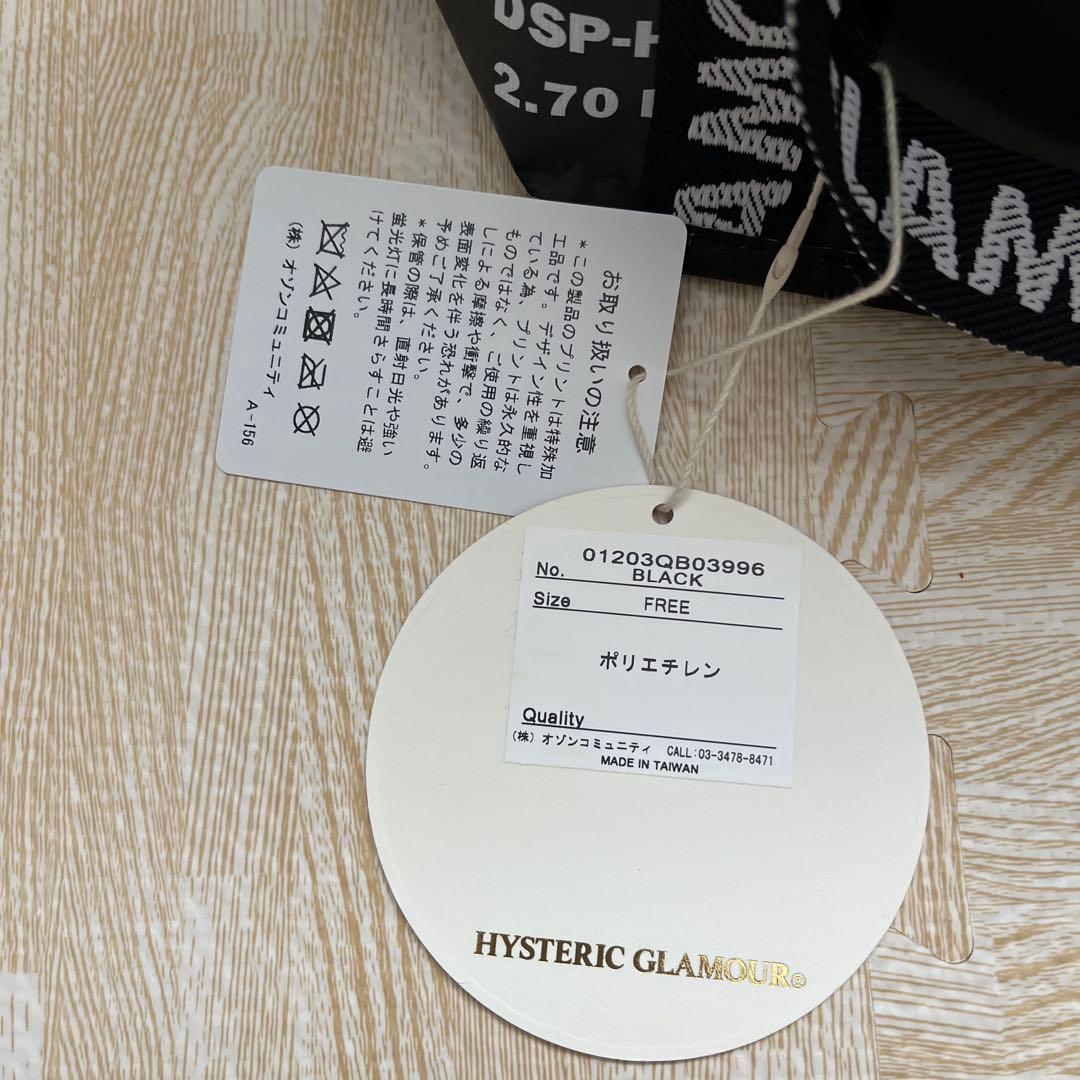 DSP-H
2.70
AMO
LAM
お取り扱いの注意
*この製品のプリントは特殊加
工品です。デザイン性を重視し
ている為、プリントは永久的な
ものではなく、ご使用の繰り返
しによる摩擦や衝撃で、多少の
表面変化を伴う恐れがあります。
予めご了承ください。
*保管の際は、直射日光や強い
蛍光灯に長時間さらすことは避
けてください。
(株) オゾンコミュニティ
A-156
01203QB03996
No. BLACK
Size FREE
ポリエチレン
Quality
(株) オゾンコミュニティ CALL:03-3478-8471
MADE IN TAIWAN
HYSTERIC GLAMOUR®